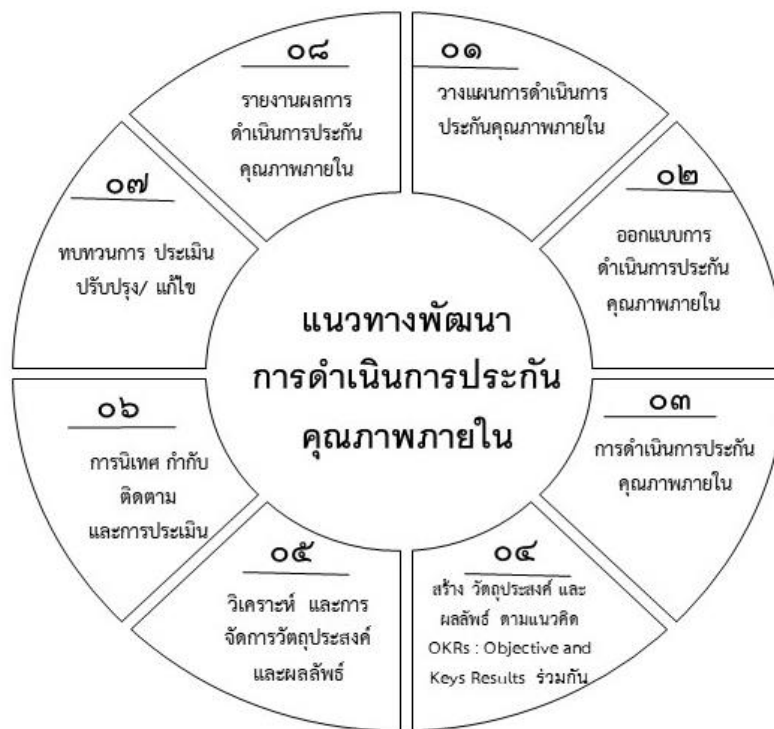 ๐๘
รายงานผลการ
ดำเนินการประกัน
คุณภาพภายใน
๐๑
วางแผนการดำเนินการ
ประกันคุณภาพภายใน
๐๗
ทบทวนการ ประเมิน
ปรับปรุง/ แก้ไข
๐๒
ออกแบบการ
ดำเนินการประกัน
คุณภาพภายใน
แนวทางพัฒนา
การดำเนินการประกัน
คุณภาพภายใน
๐๖
การนิเทศ กำกับ
ติดตาม
และการประเมิน
๐๓
การดำเนินการประกัน
คุณภาพภายใน
๐๕
วิเคราะห์ และการ
จัดการวัตถุประสงค์
และผลลัพธ์
๐๔
สร้าง วัตถุประสงค์ และ
ผลลัพธ์ ตามแนวคิด
OKRs : Objective and
Keys Results ร่วมกัน